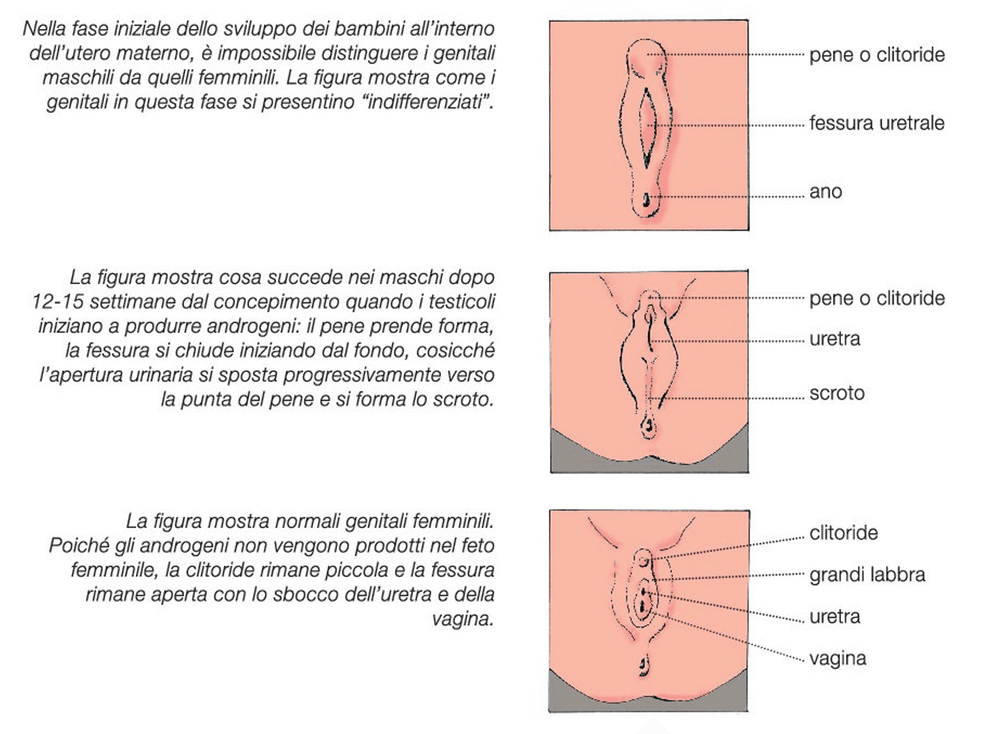 Nella fase iniziale dello sviluppo dei bambini all'interno
dell'utero materno, è impossibile distinguere i genitali
maschili da quelli femminili. La figura mostra come i
genitali in questa fase si presentino “indifferenziati”.
pene o clitoride
fessura uretrale
ano
La figura mostra cosa succede nei maschi dopo
12-15 settimane dal concepimento quando i testicoli
iniziano a produrre androgeni: il pene prende forma,
la fessura si chiude iniziando dal fondo, cosicché
l'apertura urinaria si sposta progressivamente verso
la punta del pene e si forma lo scroto.
pene o clitoride
uretra
scroto
La figura mostra normali genitali femminili.
Poiché gli androgeni non vengono prodotti nel feto
femminile, la clitoride rimane piccola e la fessura
rimane aperta con lo sbocco dell'uretra e della
vagina.
clitoride
grandi labbra
uretra
vagina